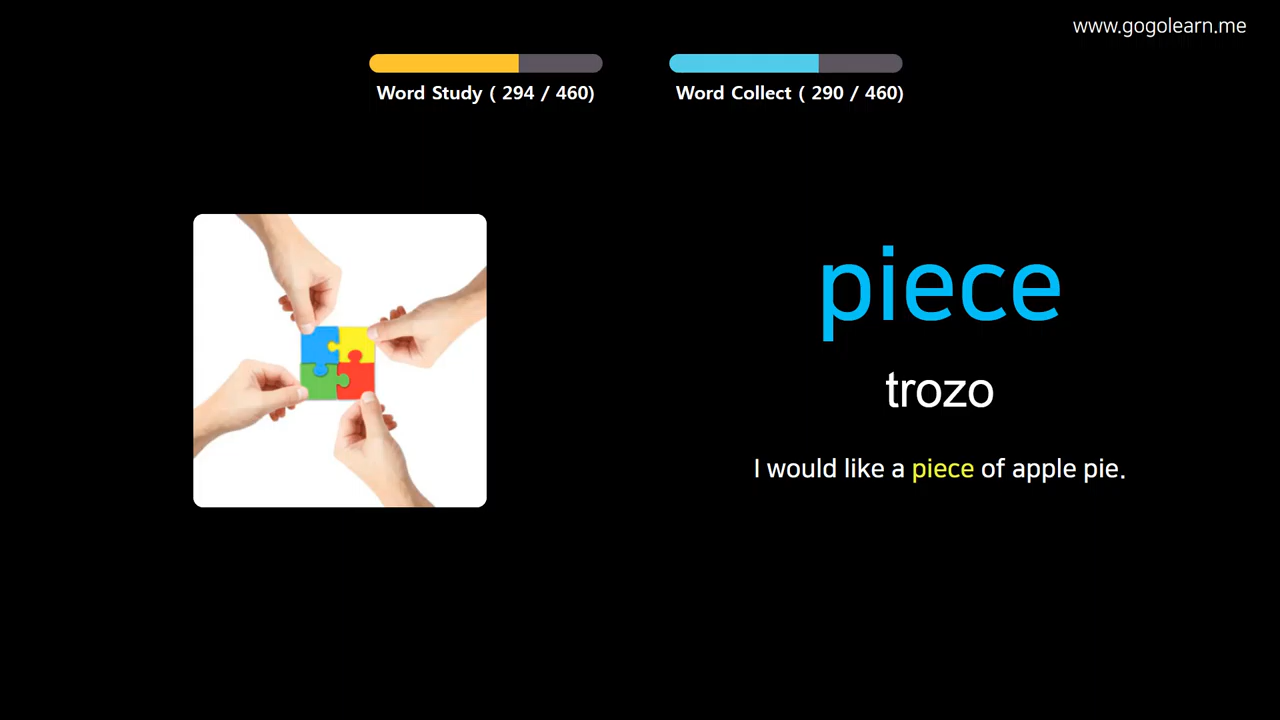 www.gogolearn.me
Word Study ( 294 / 460)
Word Collect ( 290 / 460)
piece
trozo
I would like a piece of apple pie.